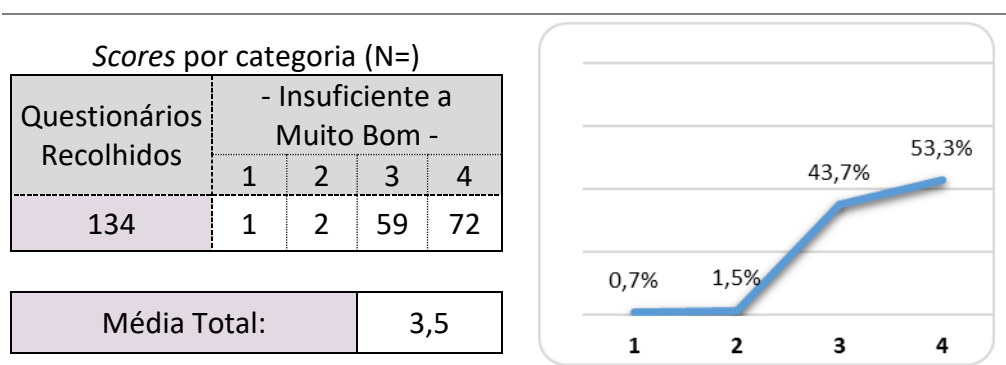 Scores por categoria (N=)
Questionários Recolhidos
- Insuficiente a Muito Bom -
1 2 3 4
134 1 2 59 72
Média Total: 3,5
0,7% 1,5% 43,7% 53,3%
1 2 3 4